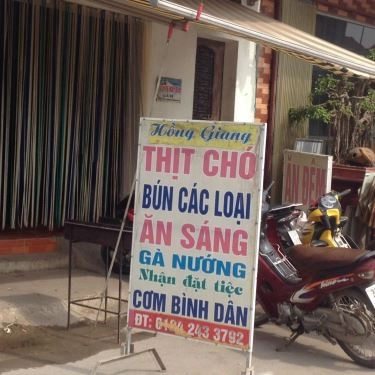 Hồng Giang
THỊT CHÓ
BÚN CÁC LOẠI
ĂN SÁNG
GÀ NƯỚNG
Nhận đặt tiệc
CƠM BÌNH DÂN
ĐT: 0164 243 3792